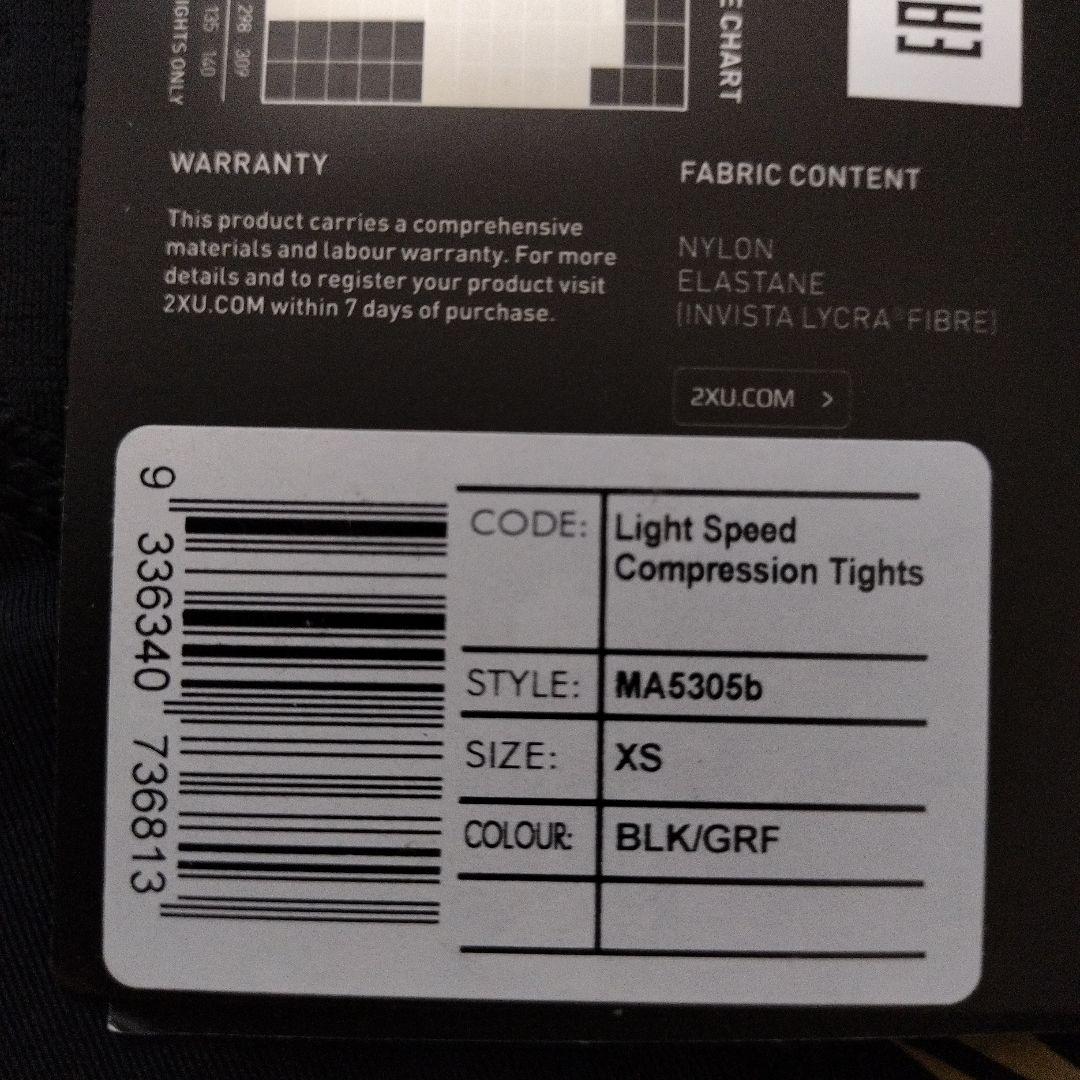 IGHTS ONLY
135 140
298 309
E CHART
EAC
WARRANTY
This product carries a comprehensive
materials and labour warranty. For more
details and to register your product visit
2XU.COM within 7 days of purchase.
FABRIC CONTENT
NYLON
ELASTANE
[INVISTA LYCRA® FIBRE]
2XU.COM >
9 336340 736813
CODE: Light Speed
Compression Tights
STYLE: MA5305b
SIZE: XS
COLOUR: BLK/GRF